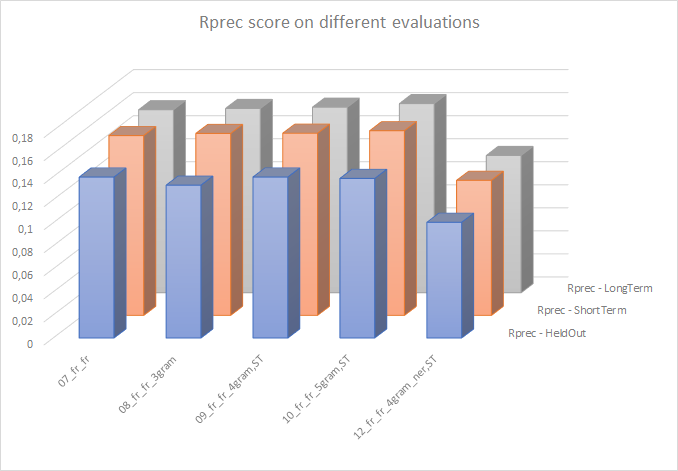 Rprec score on different evaluations
0,18
0,16
0,14
0,12
0,1
0,08
0,06
0,04
0,02
0
Rprec - LongTerm
Rprec - ShortTerm
Rprec - HeldOut
07_fr_fr
08_fr_fr_3gram
09_fr_fr_4gram,ST
10_fr_fr_5gram,ST
12_fr_fr_4gram_ner,ST